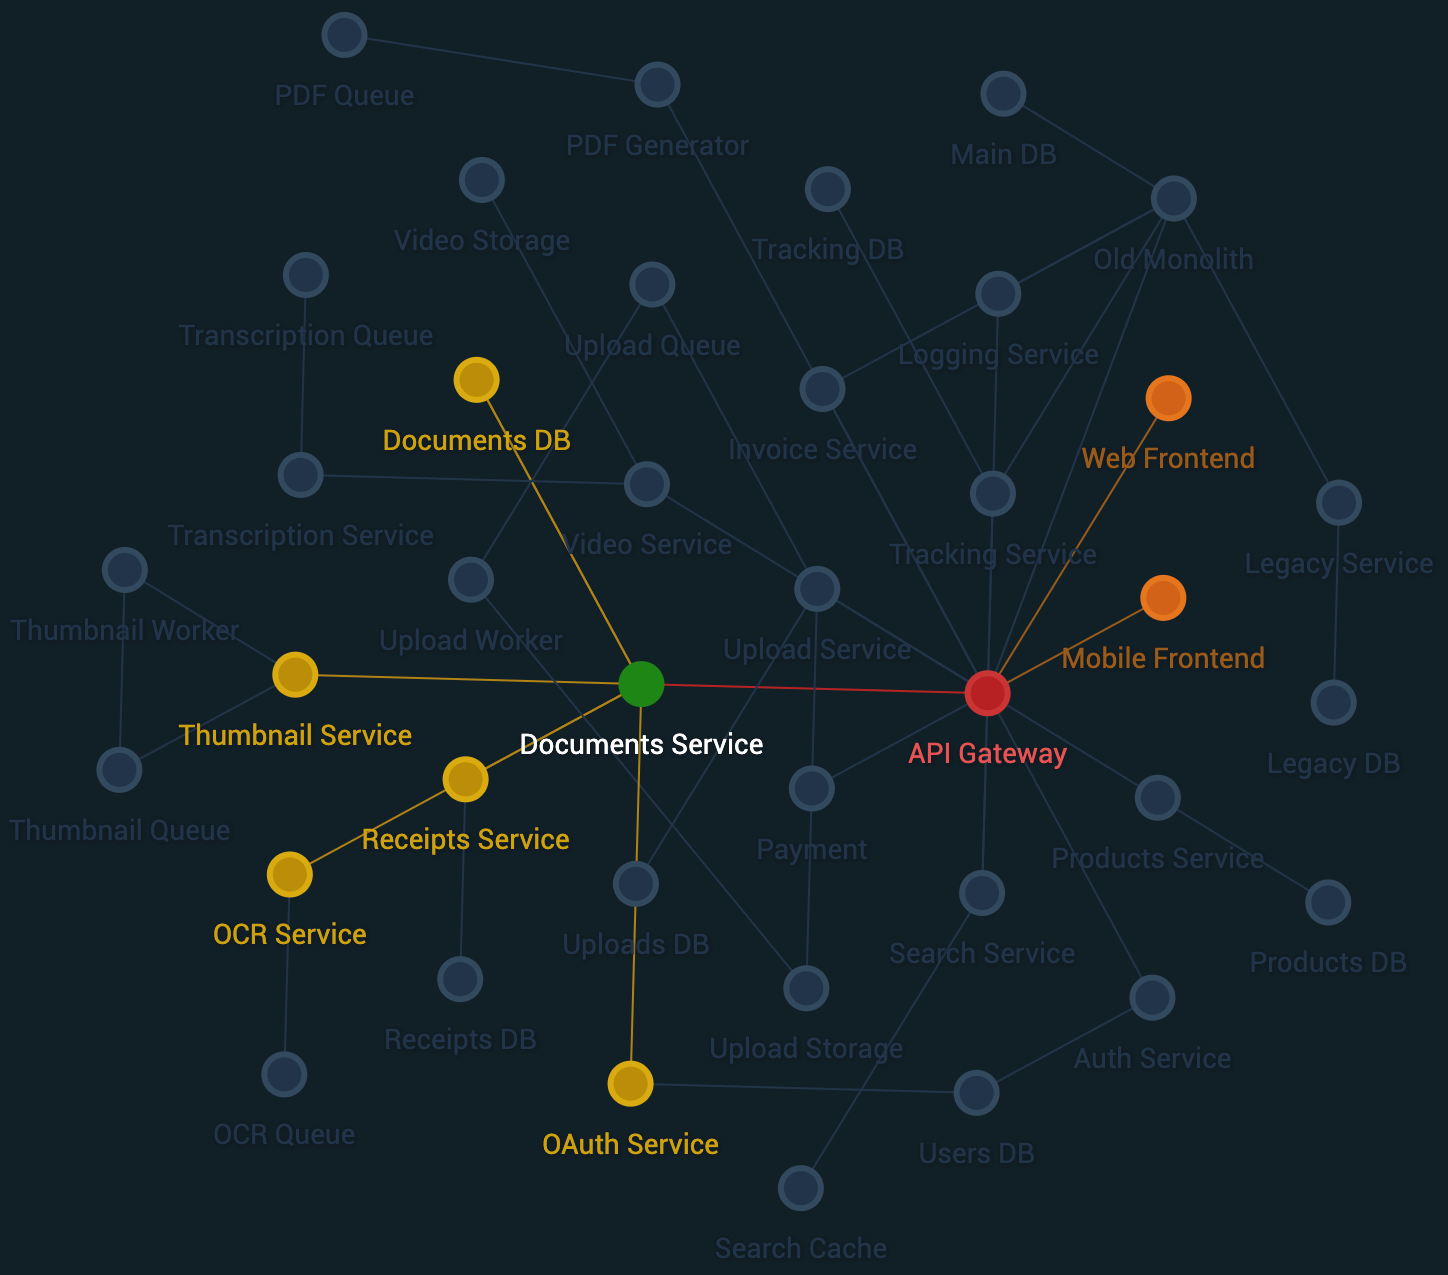 PDF Queue
PDF Generator
Main DB
Video Storage
Tracking DB
Old Monolith
Transcription Queue
Upload Queue
Logging Service
Documents DB
Invoice Service
Web Frontend
Transcription Service
Video Service
Tracking Service
Legacy Service
Thumbnail Worker
Upload Worker
Upload Service
Mobile Frontend
Thumbnail Service
Documents Service
API Gateway
Legacy DB
Thumbnail Queue
Receipts Service
Payment
Products Service
OCR Service
Uploads DB
Search Service
Products DB
Receipts DB
Upload Storage
Auth Service
OCR Queue
OAuth Service
Users DB
Search Cache